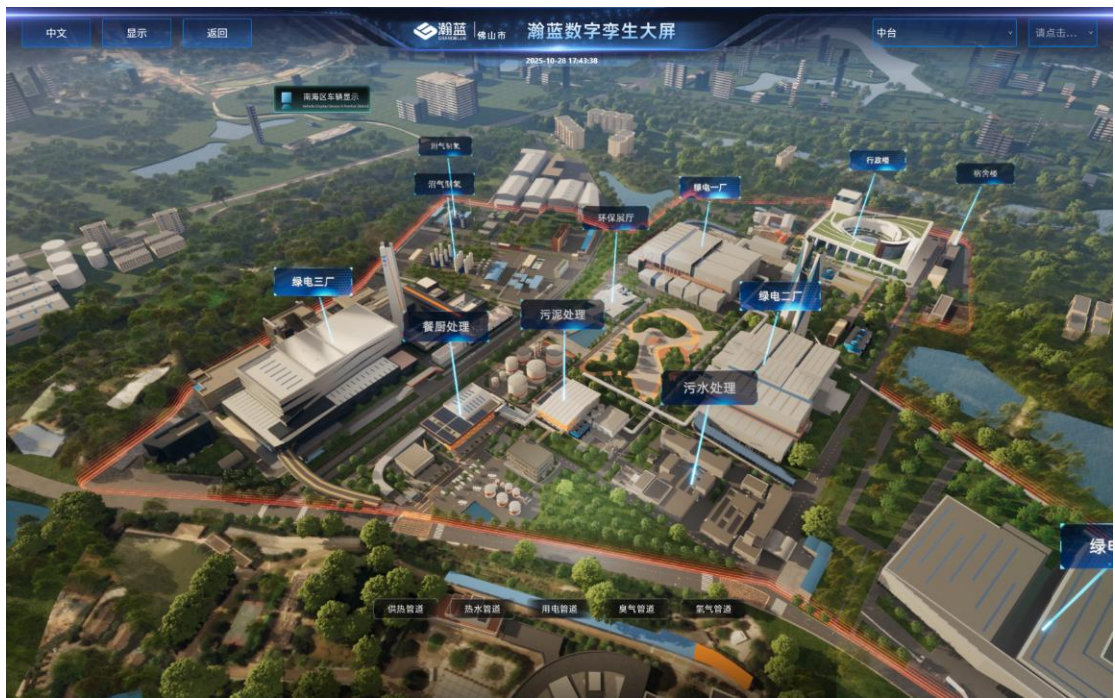 中文
显示
返回
瀚蓝
佛山市
瀚蓝数字孪生大屏
中台
请点击...
2025-10-28 17:43:38
南海区车辆显示
沼气制氢
沼气制氢
绿电一厂
行政楼
宿舍楼
环保展厅
绿电三厂
绿电二厂
餐厨处理
污泥处理
污水处理
绿电
供热管道
热水管道
用电管道
臭气管道
氢气管道